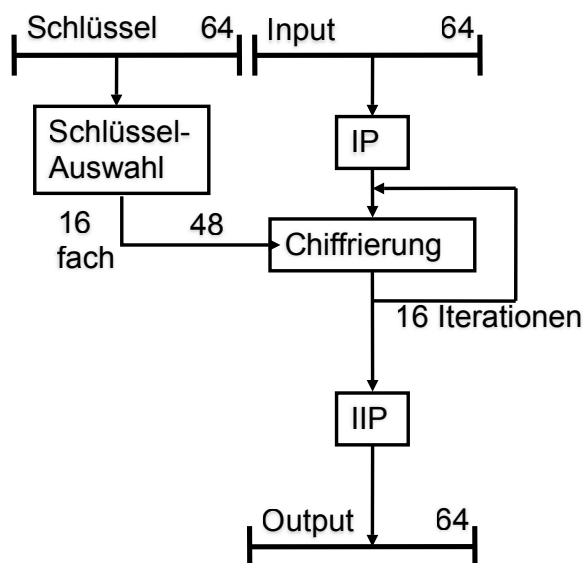 Schlüssel 64
Input 64
Schlüssel-
Auswahl
IP
16
fach
48
Chiffrierung
16 Iterationen
IIP
Output 64